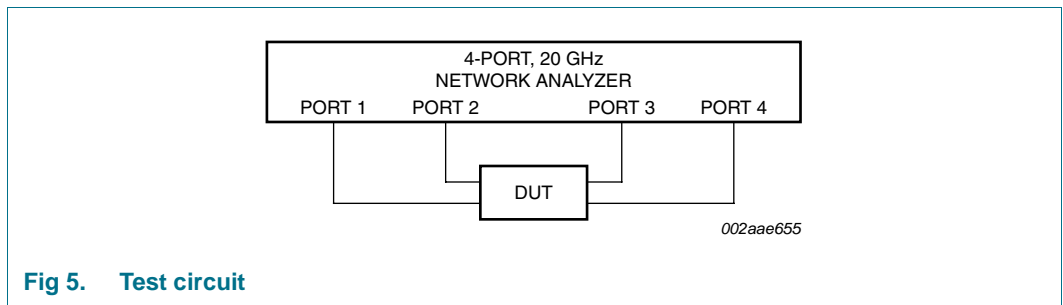 4-PORT, 20 GHz
NETWORK ANALYZER
PORT 1 PORT 2 PORT 3 PORT 4
DUT
002aae655
Fig 5. Test circuit